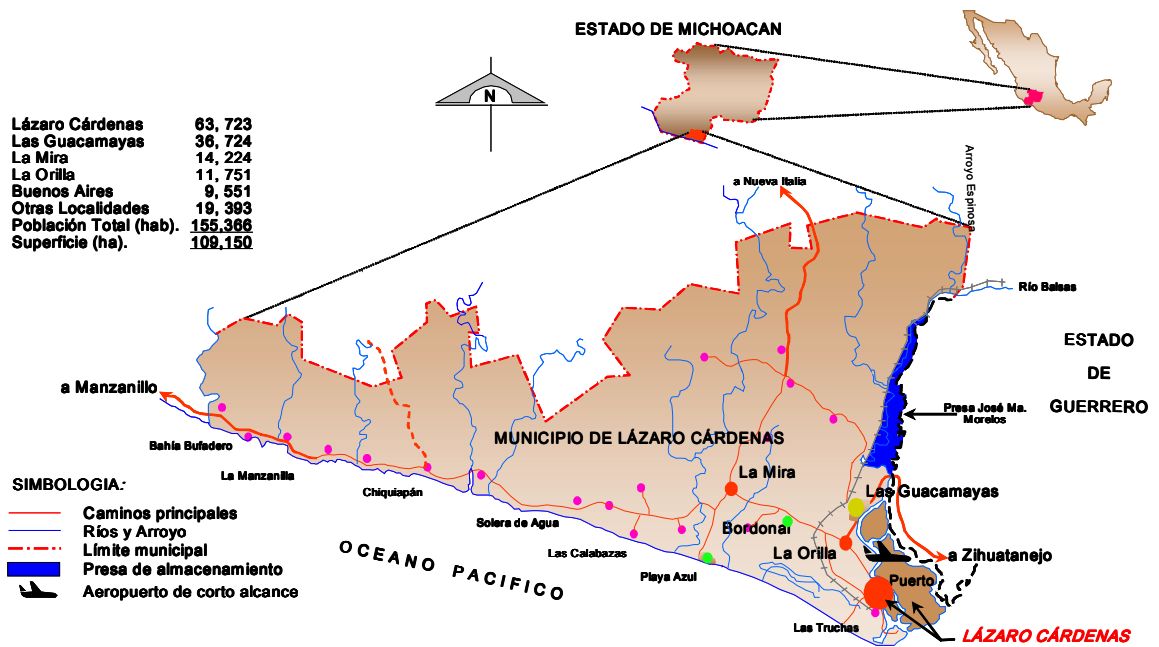 ESTADO DE MICHOACAN
N
Lázaro Cárdenas 63, 723
Las Guacamayas 36, 724
La Mira 14, 224
La Orilla 11, 751
Buenos Aires 9, 551
Otras Localidades 19, 393
Población Total (hab). 155,366
Superficie (ha). 109,150
Arroyo Espinosa
a Nueva Italia
Río Balsas
ESTADO
DE
GUERRERO
a Manzanillo
Presa José Ma.
Morelos
Bahía Bufadero
MUNICIPIO DE LÁZARO CÁRDENAS
La Manzanilla
La Mira
Chiquiapán
Las Guacamayas
Solera de Agua
Bordonal
Las Calabazas
La Orilla
a Zihuatanejo
Playa Azul
Puerto
Las Truchas
LÁZARO CÁRDENAS
OCEANO PACIFICO
SIMBOLOGIA.-
Caminos principales
Ríos y Arroyo
Límite municipal
Presa de almacenamiento
Aeropuerto de corto alcance